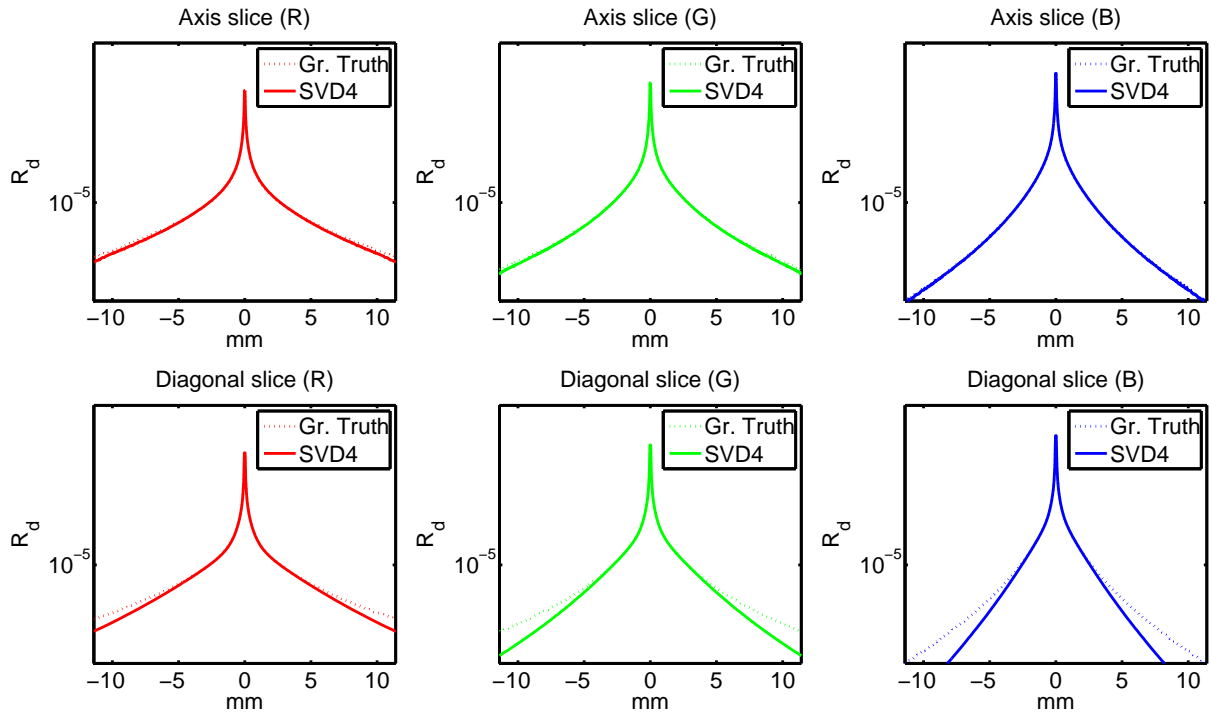 Axis slice (R)
Gr. Truth
SVD4
R_d
10^−5
−10 −5 0 5 10
mm
Axis slice (G)
Gr. Truth
SVD4
R_d
10^−5
−10 −5 0 5 10
mm
Axis slice (B)
Gr. Truth
SVD4
R_d
10^−5
−10 −5 0 5 10
mm
Diagonal slice (R)
Gr. Truth
SVD4
R_d
10^−5
−10 −5 0 5 10
mm
Diagonal slice (G)
Gr. Truth
SVD4
R_d
10^−5
−10 −5 0 5 10
mm
Diagonal slice (B)
Gr. Truth
SVD4
R_d
10^−5
−10 −5 0 5 10
mm